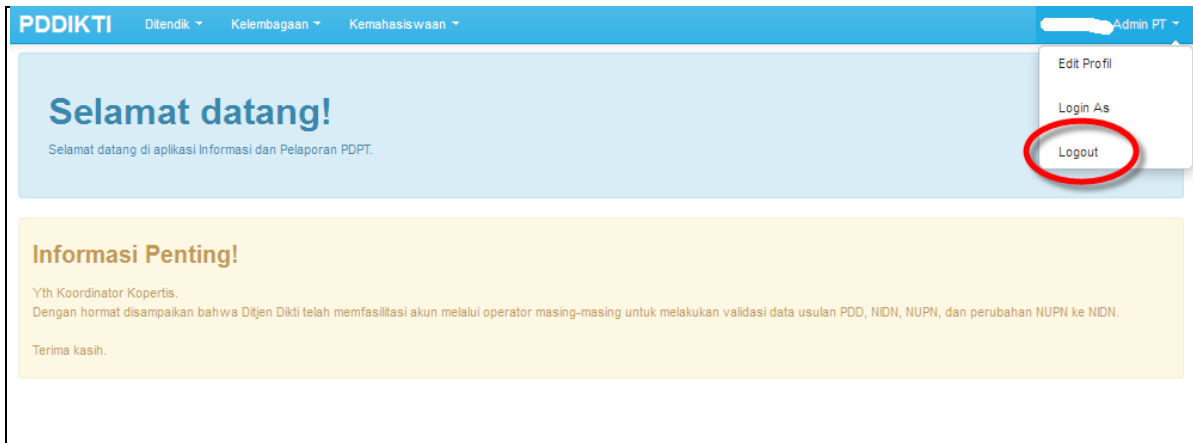 PDDIKTI Ditendik Kelembagaan Kemahasiswaan Admin PT
Edit Profil
Login As
Logout
Selamat datang!
Selamat datang di aplikasi Informasi dan Pelaporan PDPT.
Informasi Penting!
Yth Koordinator Kopertis.
Dengan hormat disampaikan bahwa Ditjen Dikti telah memfasilitasi akun melalui operator masing-masing untuk melakukan validasi data usulan PDD, NIDN, NUPN, dan perubahan NUPN ke NIDN.
Terima kasih.